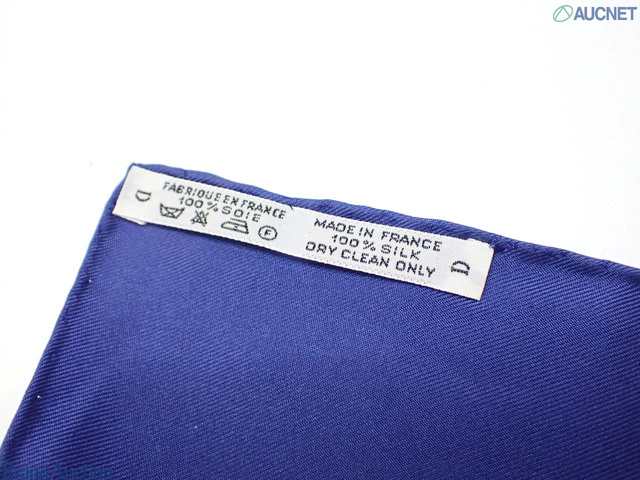 AUCNET
D
FABRIQUE EN FRANCE
100% SOIE
F
MADE IN FRANCE
100% SILK
DRY CLEAN ONLY
D